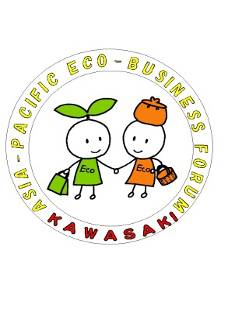 ASIA-PACIFIC ECO-BUSINESS FORUM
Eco Eco
KAWASAKI